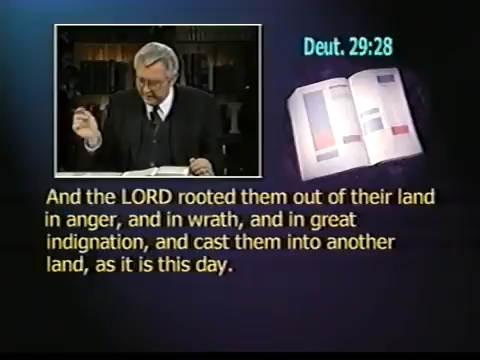 Deut. 29:28
And the LORD rooted them out of their land
in anger, and in wrath, and in great
indignation, and cast them into another
land, as it is this day.